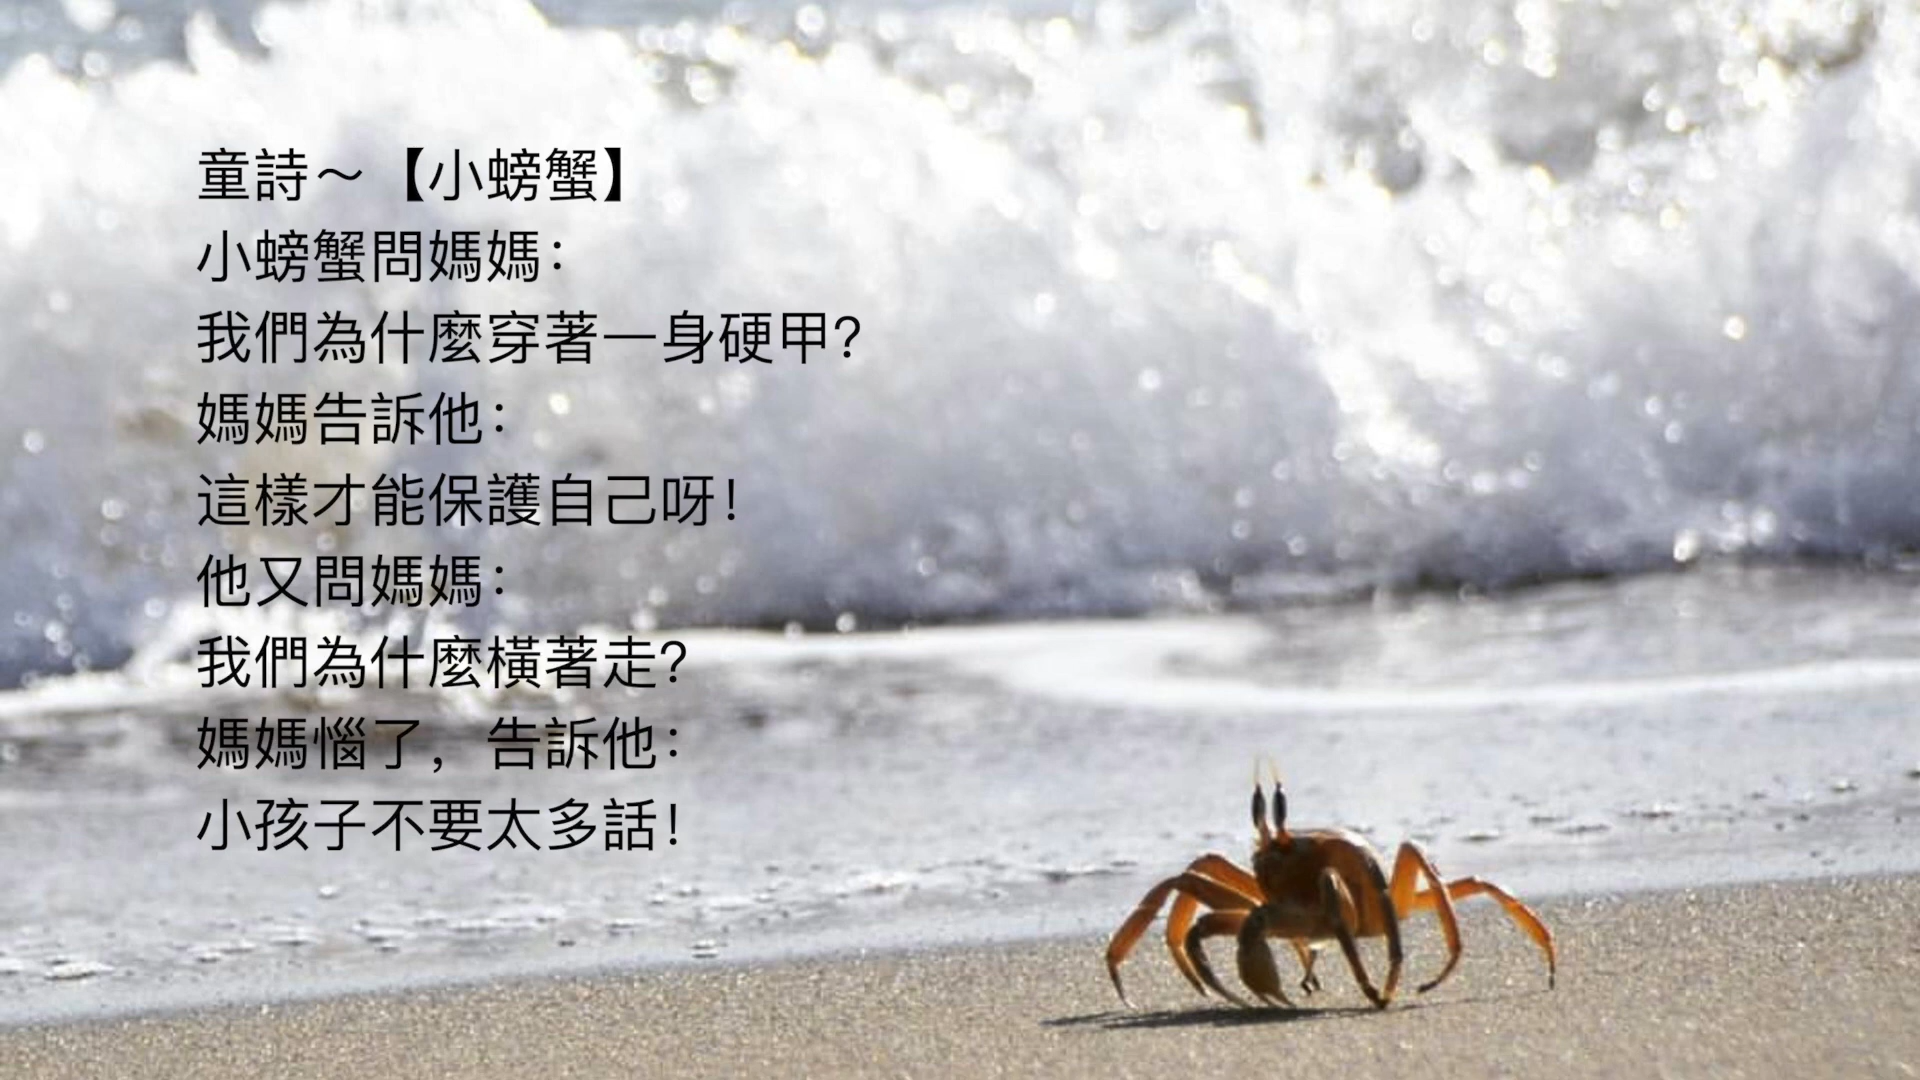 童詩～【小螃蟹】
小螃蟹問媽媽：
我們為什麼穿著一身硬甲？
媽媽告訴他：
這樣才能保護自己呀！
他又問媽媽：
我們為什麼橫著走？
媽媽惱了，告訴他：
小孩子不要太多話！